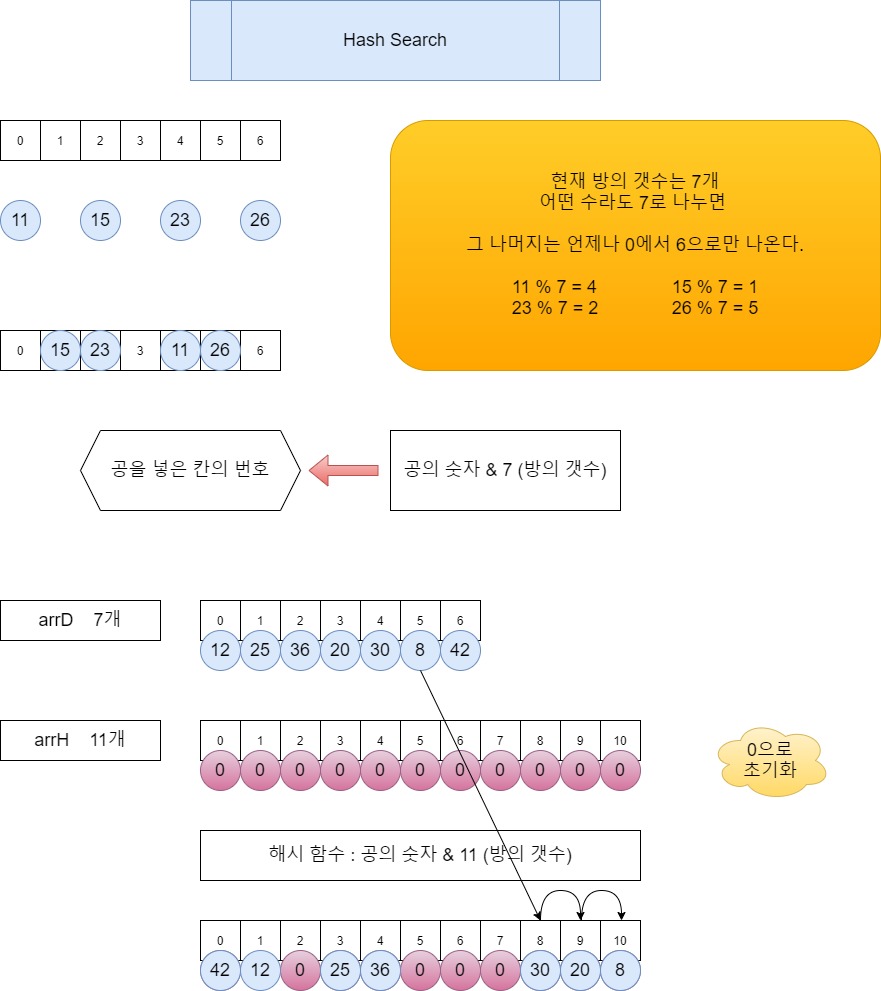 Hash Search
0 1 2 3 4 5 6
현재 방의 갯수는 7개
어떤 수라도 7로 나누면
그 나머지는 언제나 0에서 6으로만 나온다.
11 % 7 = 4 15 % 7 = 1
23 % 7 = 2 26 % 7 = 5
11 15 23 26
0 15 23 3 11 26 6
공을 넣은 칸의 번호
공의 숫자 & 7 (방의 갯수)
arrD 7개
0 1 2 3 4 5 6
12 25 36 20 30 8 42
arrH 11개
0 1 2 3 4 5 6 7 8 9 10
0 0 0 0 0 0 0 0 0 0 0
0으로
초기화
해시 함수 : 공의 숫자 & 11 (방의 갯수)
0 1 2 3 4 5 6 7 8 9 10
42 12 0 25 36 0 0 0 30 20 8